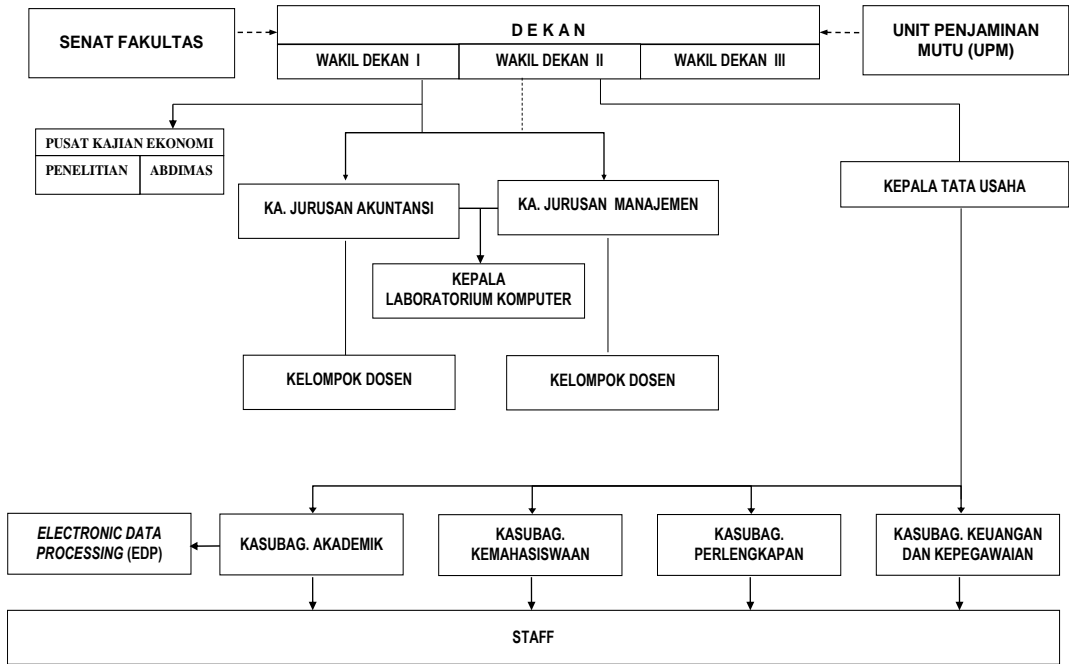 SENAT FAKULTAS
D E K A N
WAKIL DEKAN I
WAKIL DEKAN II
WAKIL DEKAN III
UNIT PENJAMINAN
MUTU (UPM)
PUSAT KAJIAN EKONOMI
PENELITIAN
ABDIMAS
KA. JURUSAN AKUNTANSI
KA. JURUSAN MANAJEMEN
KEPALA TATA USAHA
KEPALA
LABORATORIUM KOMPUTER
KELOMPOK DOSEN
KELOMPOK DOSEN
ELECTRONIC DATA
PROCESSING (EDP)
KASUBAG. AKADEMIK
KASUBAG.
KEMAHASISWAAN
KASUBAG.
PERLENGKAPAN
KASUBAG. KEUANGAN
DAN KEPEGAWAIAN
STAFF